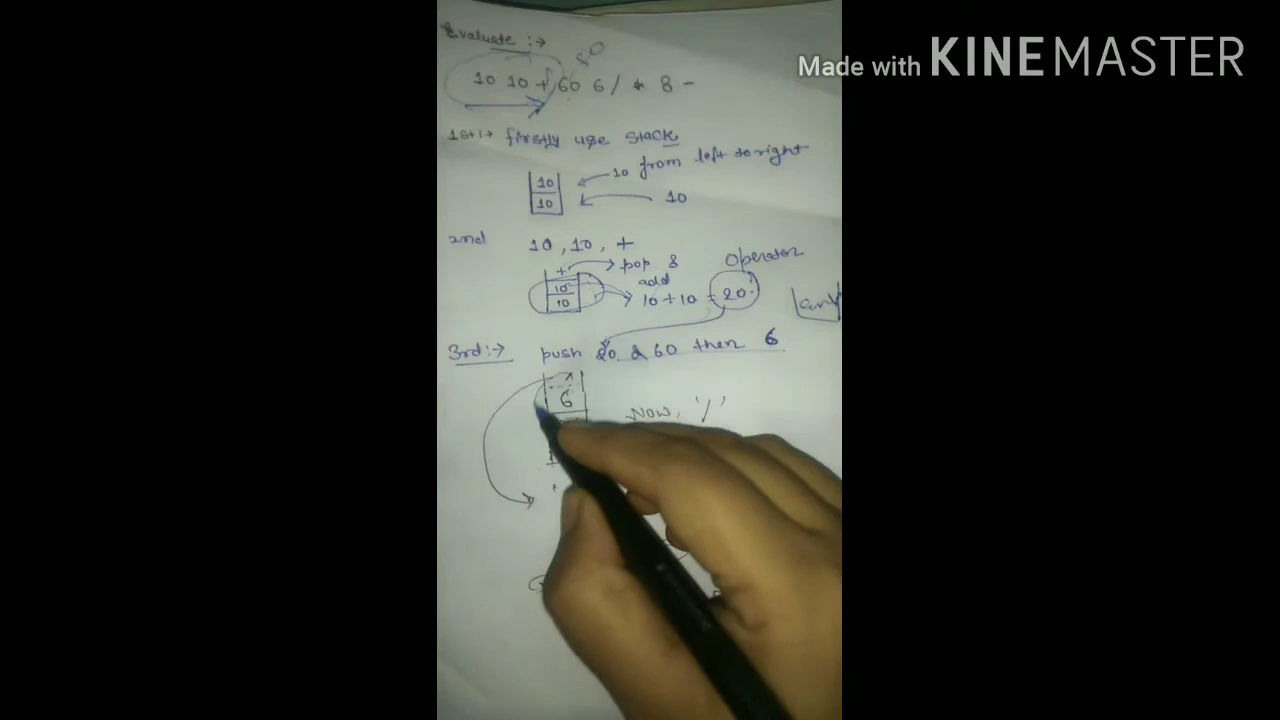 Made with KINEMASTER
Evaluate :→
80
10 10 + 60 6 / * 8 -
1st :→ firstly use stack
from left to right
10
10
10
10
2nd 10, 10, +
operator
+ pop &
add
10
10
10 + 10 = 20
3rd :→ push 20 & 60 then 6
6
Now, '/'